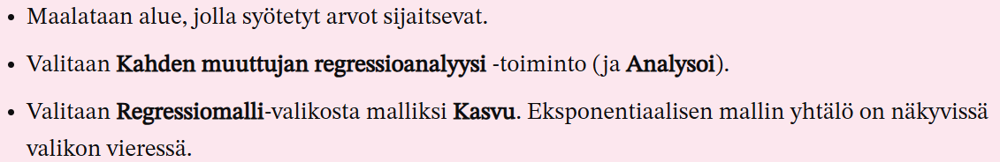 • Maalataan alue, jolla syötetyt arvot sijaitsevat.
• Valitaan Kahden muuttujan regressioanalyysi -toiminto (ja Analysoi).
• Valitaan Regressiomalli-valikosta malliksi Kasvu. Eksponentiaalisen mallin yhtälö on näkyvissä
valikon vieressä.